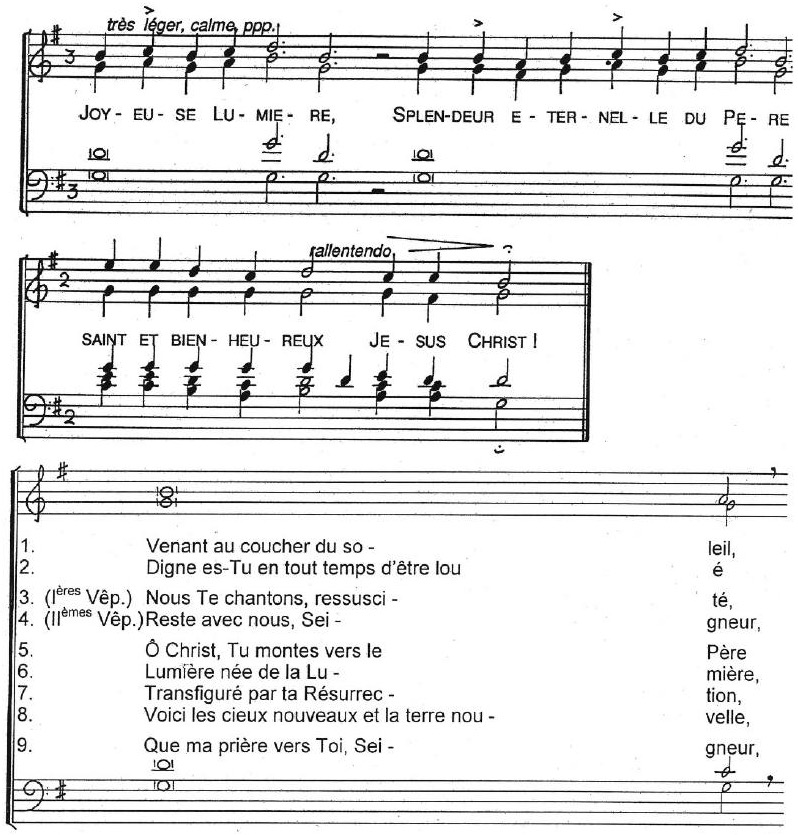 très léger, calme, ppp.
3
JOY - EU - SE LU - MIE - RE, SPLEN-DEUR E - TER - NEL - LE DU PE - RE
3
rallentendo
2
SAINT ET BIEN - HEU - REUX JE - SUS CHRIST !
2
1. Venant au coucher du so - leil,
2. Digne es-Tu en tout temps d'être lou é
3. (Ières Vêp.) Nous Te chantons, ressusci - té,
4. (IIèmes Vêp.) Reste avec nous, Sei - gneur,
5. Ô Christ, Tu montes vers le Père
6. Lumière née de la Lu - mière,
7. Transfiguré par ta Résurrec - tion,
8. Voici les cieux nouveaux et la terre nou - velle,
9. Que ma prière vers Toi, Sei - gneur,